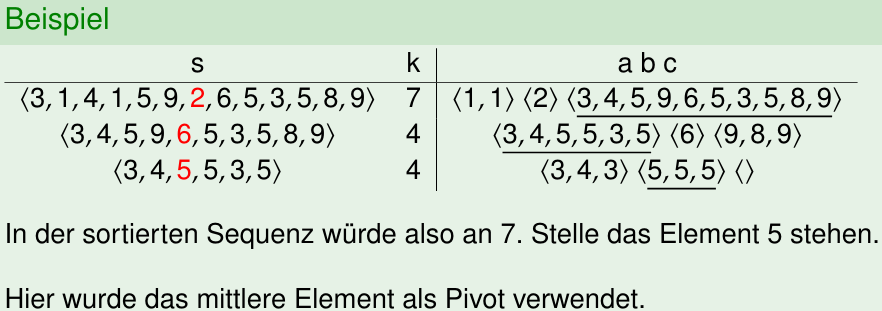 Beispiel
s k a b c
⟨3, 1, 4, 1, 5, 9, 2, 6, 5, 3, 5, 8, 9⟩ 7 ⟨1, 1⟩ ⟨2⟩ ⟨3, 4, 5, 9, 6, 5, 3, 5, 8, 9⟩
⟨3, 4, 5, 9, 6, 5, 3, 5, 8, 9⟩ 4 ⟨3, 4, 5, 5, 3, 5⟩ ⟨6⟩ ⟨9, 8, 9⟩
⟨3, 4, 5, 5, 3, 5⟩ 4 ⟨3, 4, 3⟩ ⟨5, 5, 5⟩ ⟨⟩
In der sortierten Sequenz würde also an 7. Stelle das Element 5 stehen.
Hier wurde das mittlere Element als Pivot verwendet.